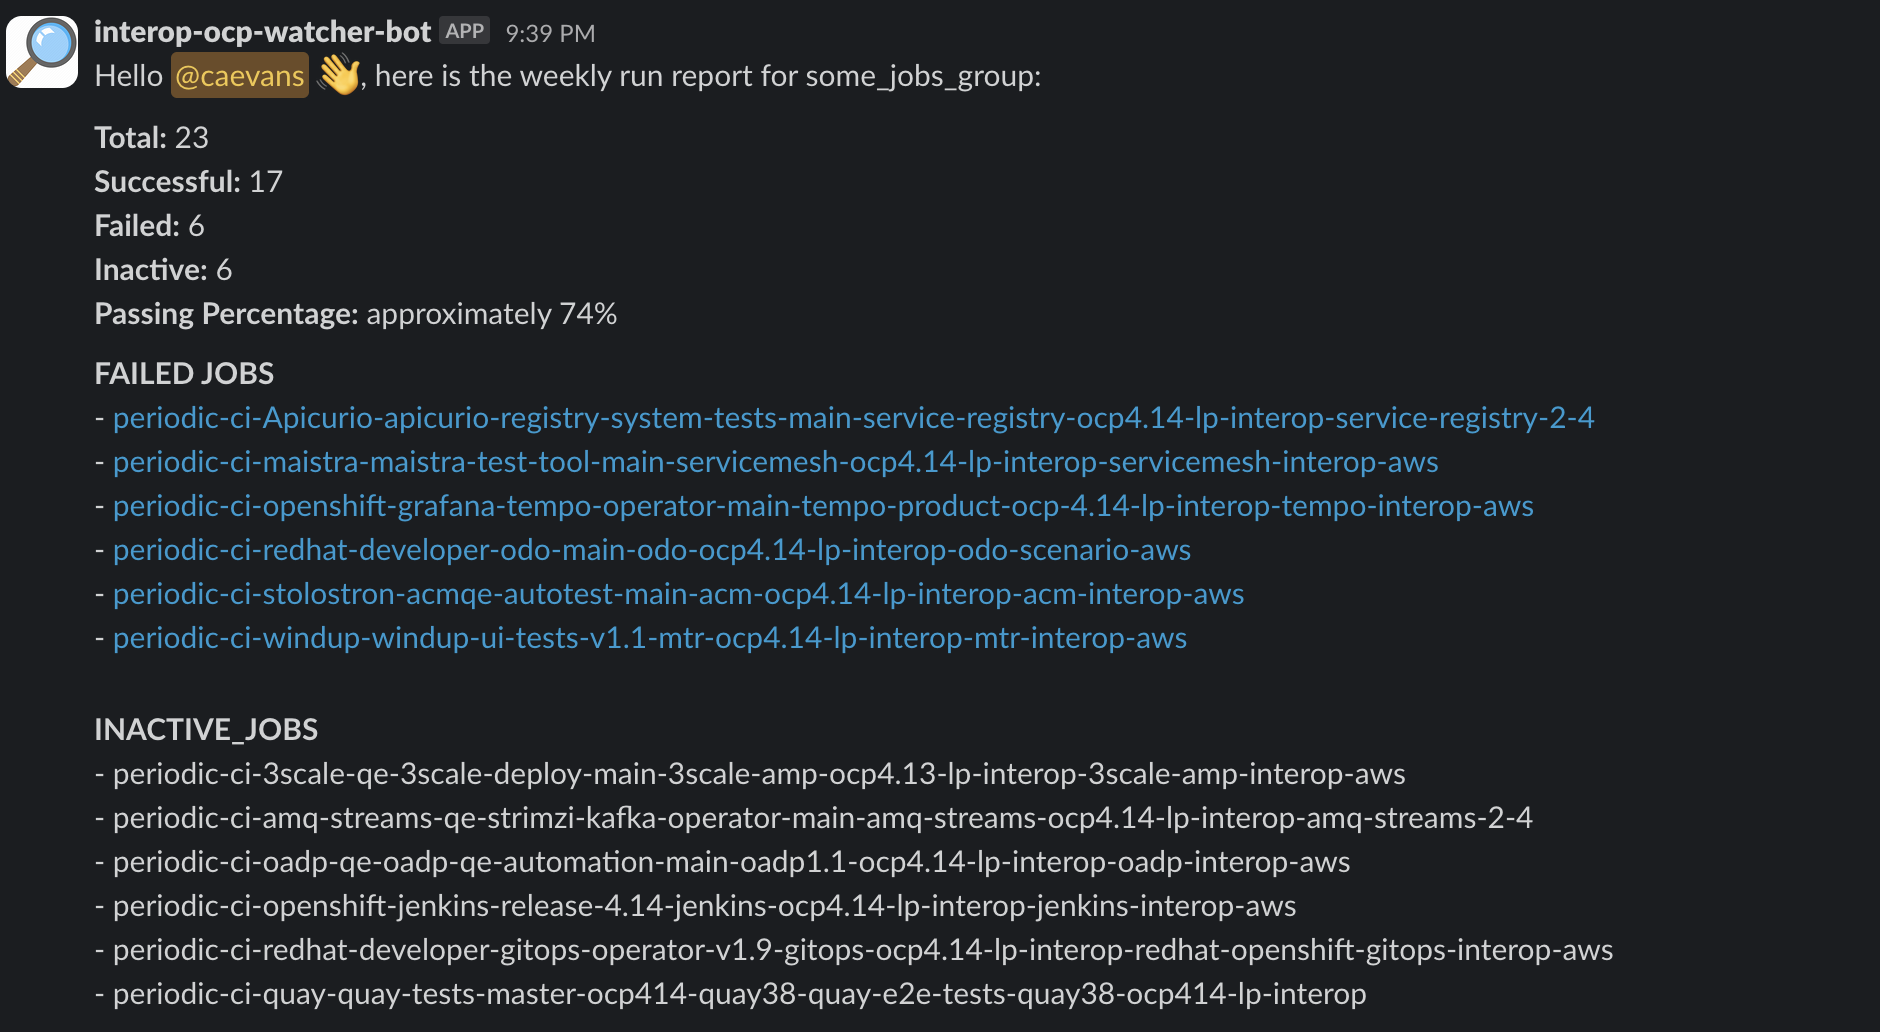 interop-ocp-watcher-bot APP 9:39 PM
Hello @caevans 👋, here is the weekly run report for some_jobs_group:
Total: 23
Successful: 17
Failed: 6
Inactive: 6
Passing Percentage: approximately 74%
FAILED JOBS
- periodic-ci-Apicurio-apicurio-registry-system-tests-main-service-registry-ocp4.14-lp-interop-service-registry-2-4
- periodic-ci-maistra-maistra-test-tool-main-servicemesh-ocp4.14-lp-interop-servicemesh-interop-aws
- periodic-ci-openshift-grafana-tempo-operator-main-tempo-product-ocp-4.14-lp-interop-tempo-interop-aws
- periodic-ci-redhat-developer-odo-main-odo-ocp4.14-lp-interop-odo-scenario-aws
- periodic-ci-stolostron-acmqe-autotest-main-acm-ocp4.14-lp-interop-acm-interop-aws
- periodic-ci-windup-windup-ui-tests-v1.1-mtr-ocp4.14-lp-interop-mtr-interop-aws
INACTIVE_JOBS
- periodic-ci-3scale-qe-3scale-deploy-main-3scale-amp-ocp4.13-lp-interop-3scale-amp-interop-aws
- periodic-ci-amq-streams-qe-strimzi-kafka-operator-main-amq-streams-ocp4.14-lp-interop-amq-streams-2-4
- periodic-ci-oadp-qe-oadp-qe-automation-main-oadp1.1-ocp4.14-lp-interop-oadp-interop-aws
- periodic-ci-openshift-jenkins-release-4.14-jenkins-ocp4.14-lp-interop-jenkins-interop-aws
- periodic-ci-redhat-developer-gitops-operator-v1.9-gitops-ocp4.14-lp-interop-redhat-openshift-gitops-interop-aws
- periodic-ci-quay-quay-tests-master-ocp414-quay38-quay-e2e-tests-quay38-ocp414-lp-interop